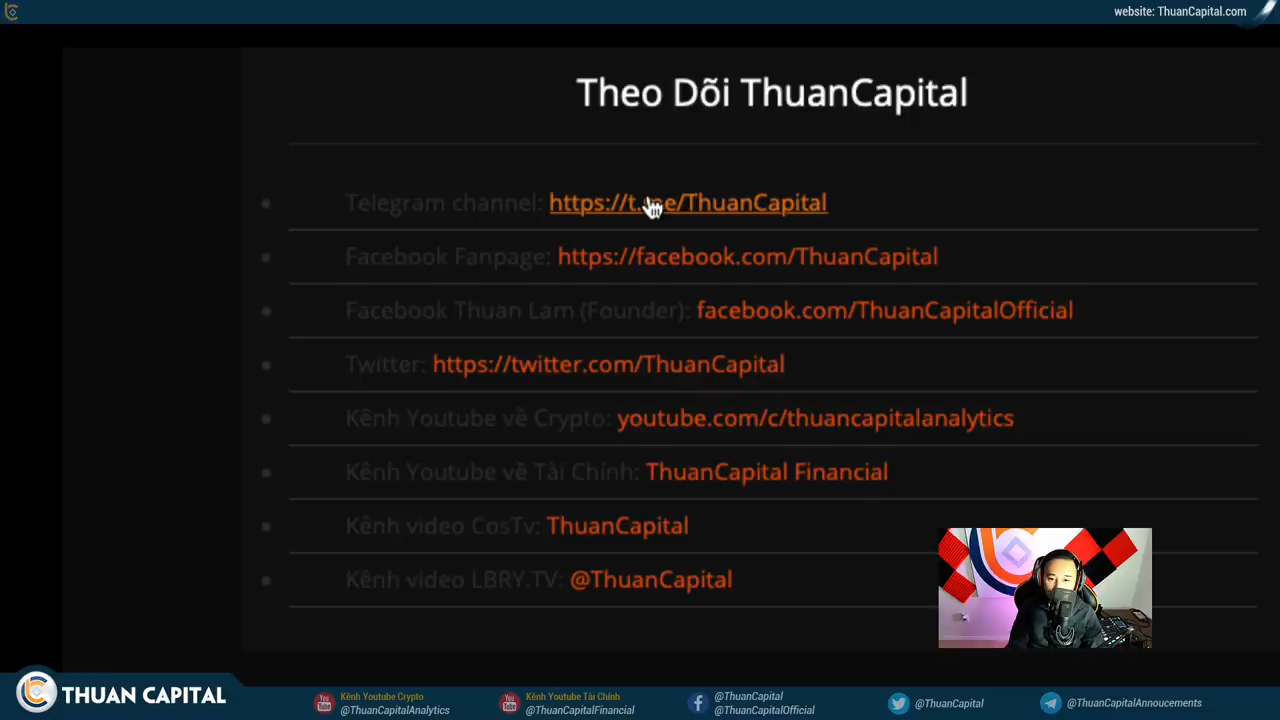 website: ThuanCapital.com
Theo Dõi ThuanCapital
Telegram channel: https://t.me/ThuanCapital
Facebook Fanpage: https://facebook.com/ThuanCapital
Facebook Thuan Lam (Founder): facebook.com/ThuanCapitalOfficial
Twitter: https://twitter.com/ThuanCapital
Kênh Youtube về Crypto: youtube.com/c/thuancapitalanalytics
Kênh Youtube về Tài Chính: ThuanCapital Financial
Kênh video CosTv: ThuanCapital
Kênh video LBRY.TV: @ThuanCapital
THUAN CAPITAL
Kênh Youtube Crypto
@ThuanCapitalAnalytics
Kênh Youtube Tài Chính
@ThuanCapitalFinancial
@ThuanCapital
@ThuanCapitalOfficial
@ThuanCapital
@ThuanCapitalAnnoucements